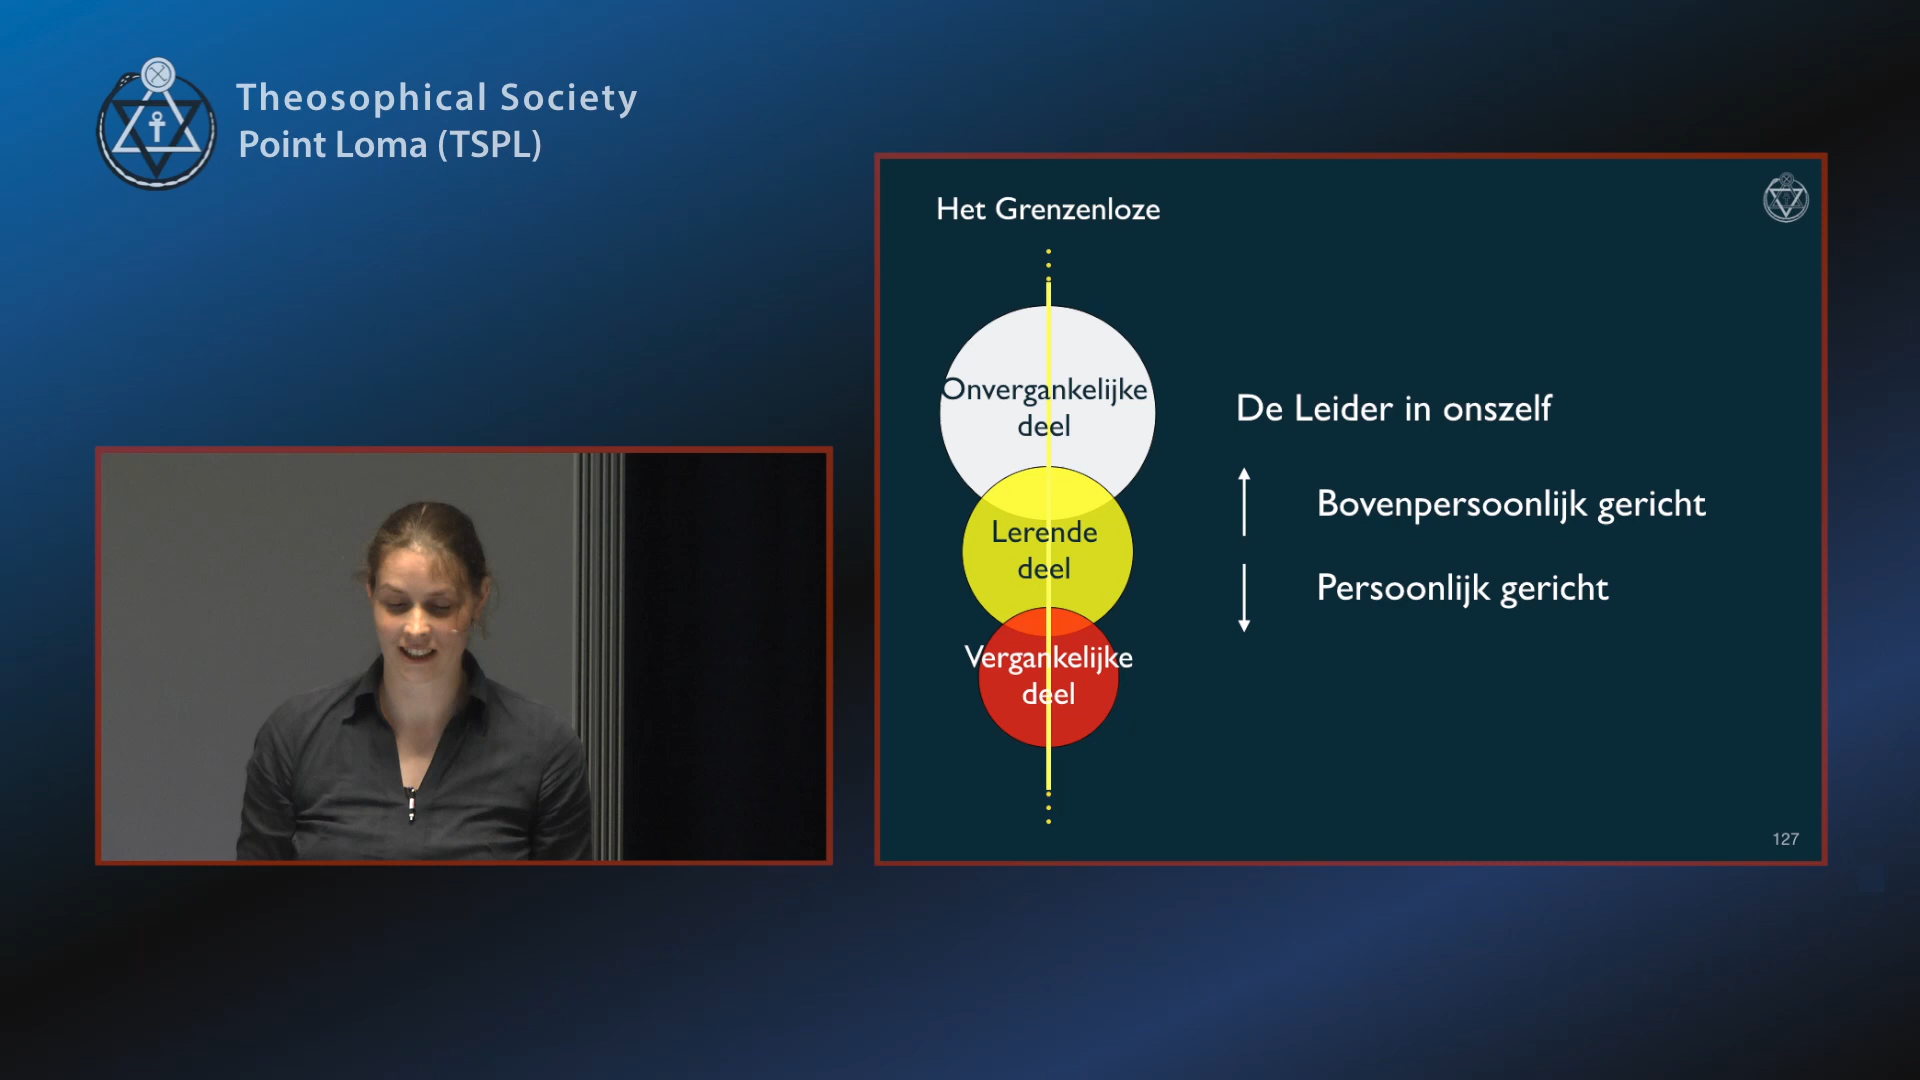 Theosophical Society
Point Loma (TSPL)
Het Grenzenloze
Onvergankelijke
deel
De Leider in onszelf
Bovenpersoonlijk gericht
Lerende
deel
Persoonlijk gericht
Vergankelijke
deel
127